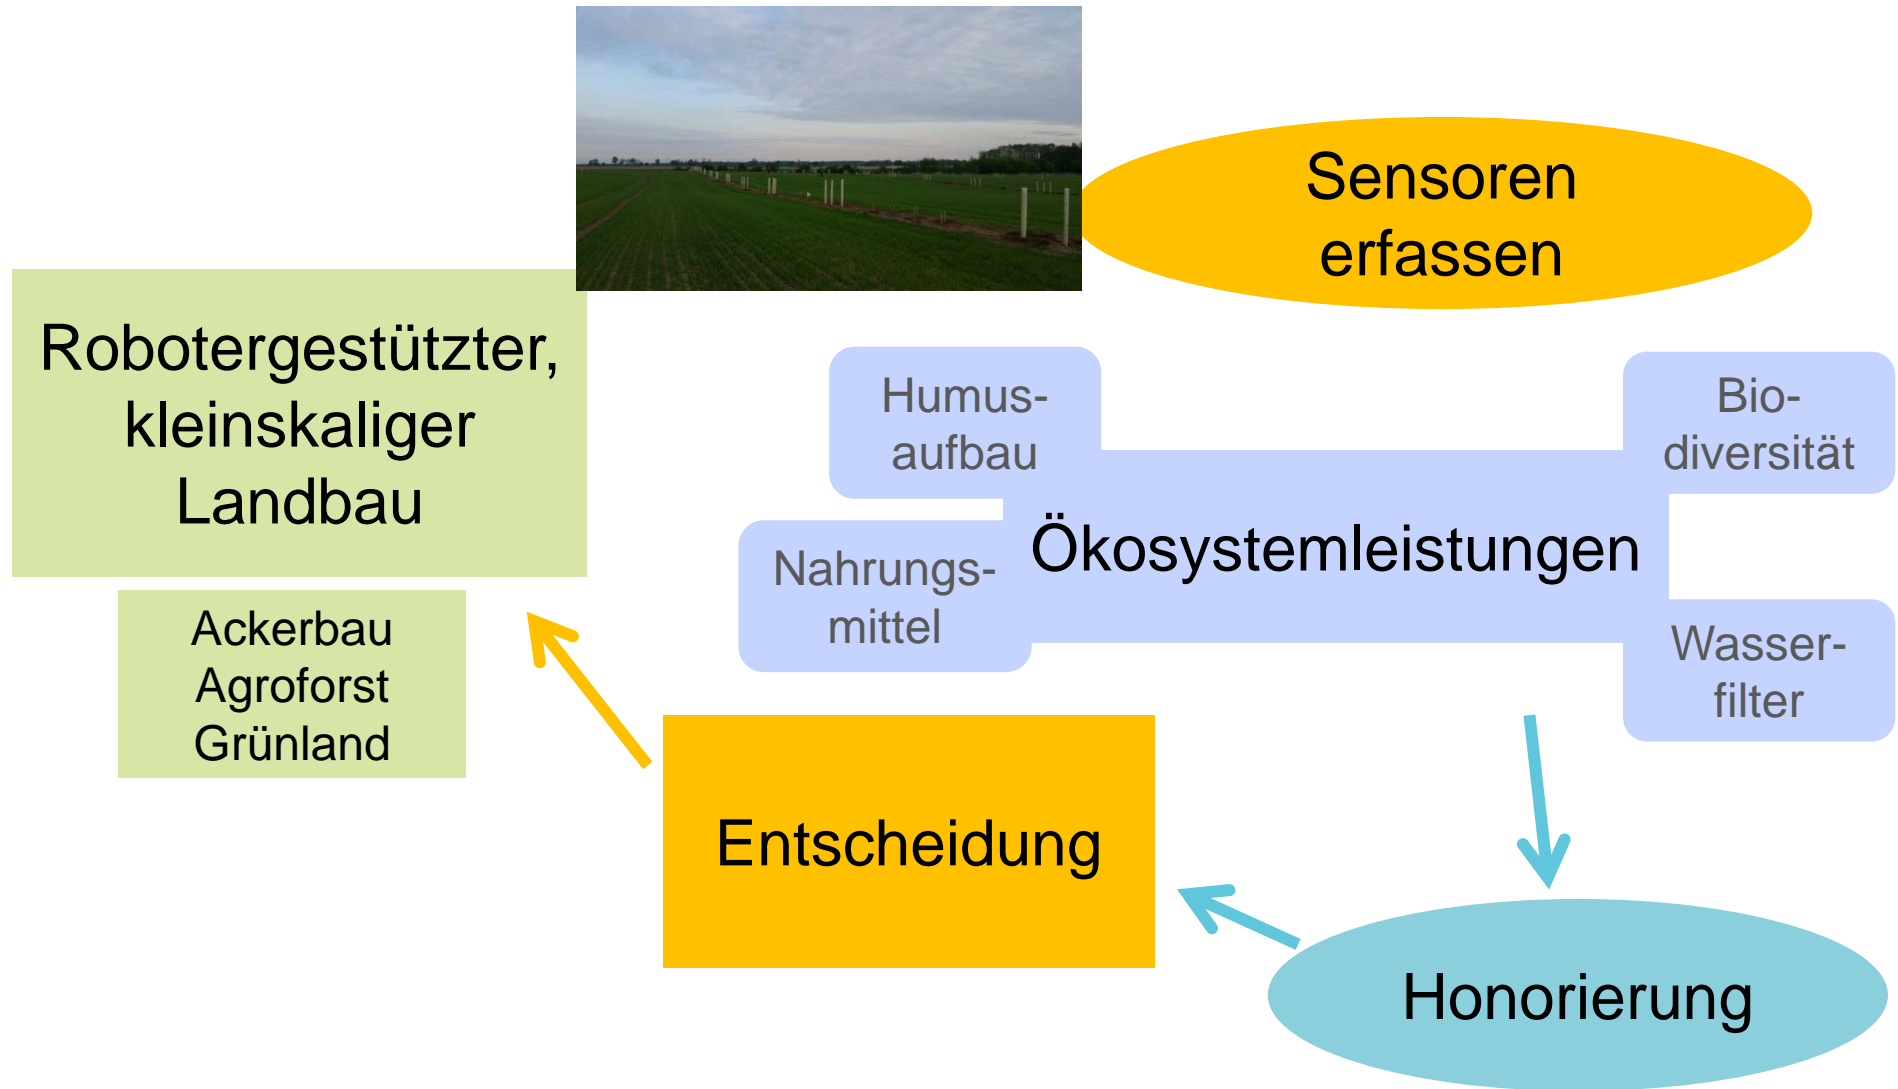 Sensoren
erfassen
Robotergestützter,
kleinskaliger
Landbau
Ackerbau
Agroforst
Grünland
Humus-
aufbau
Bio-
diversität
Ökosystemleistungen
Nahrungs-
mittel
Wasser-
filter
Entscheidung
Honorierung